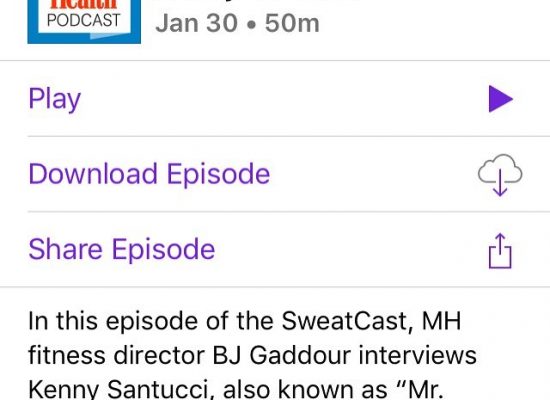 Health
PODCAST
Jan 30 • 50m
Play
Download Episode
Share Episode
In this episode of the SweatCast, MH
fitness director BJ Gaddour interviews
Kenny Santucci, also known as “Mr.